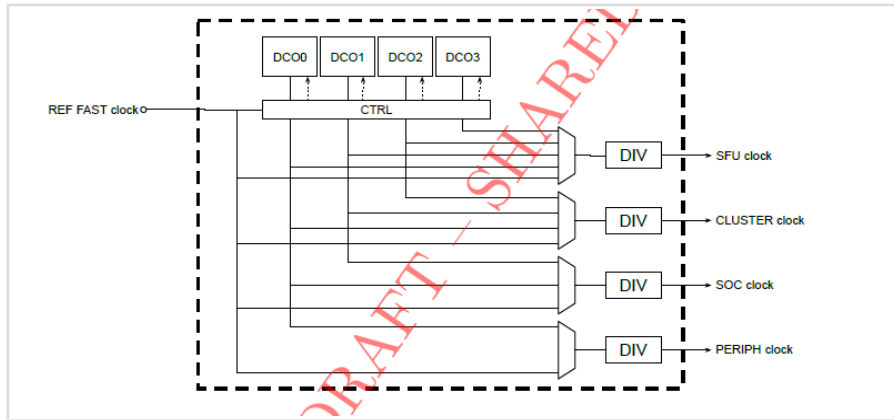 DCO0 DCO1 DCO2 DCO3
REF FAST clock CTRL
DIV SFU clock
DIV CLUSTER clock
DIV SOC clock
DIV PERIPH clock
DRAFT – SHARED